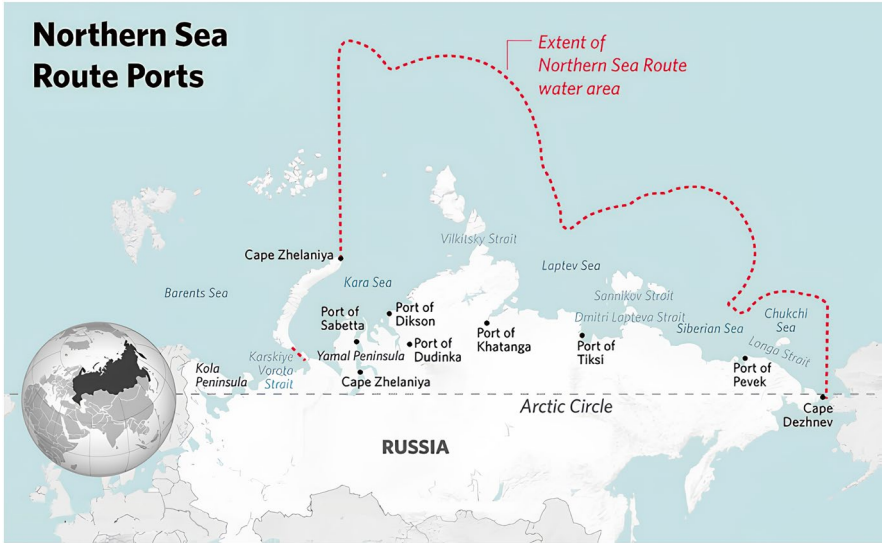 Northern Sea
Route Ports
Extent of
Northern Sea Route
water area
Vilkitsky Strait
Cape Zhelaniya
Laptev Sea
Kara Sea
Barents Sea
Sannikov Strait
Port of
Sabetta
Port of
Dikson
Dmitri Lapteva Strait
Chukchi
Sea
Siberian Sea
Port of
Khatanga
Longo Strait
Port of
Dudinka
Port of
Tiksi
Karskiye
Vorota
Strait
Yamal Peninsula
Kola
Peninsula
Port of
Pevek
Cape Zhelaniya
Arctic Circle
Cape
Dezhnev
RUSSIA